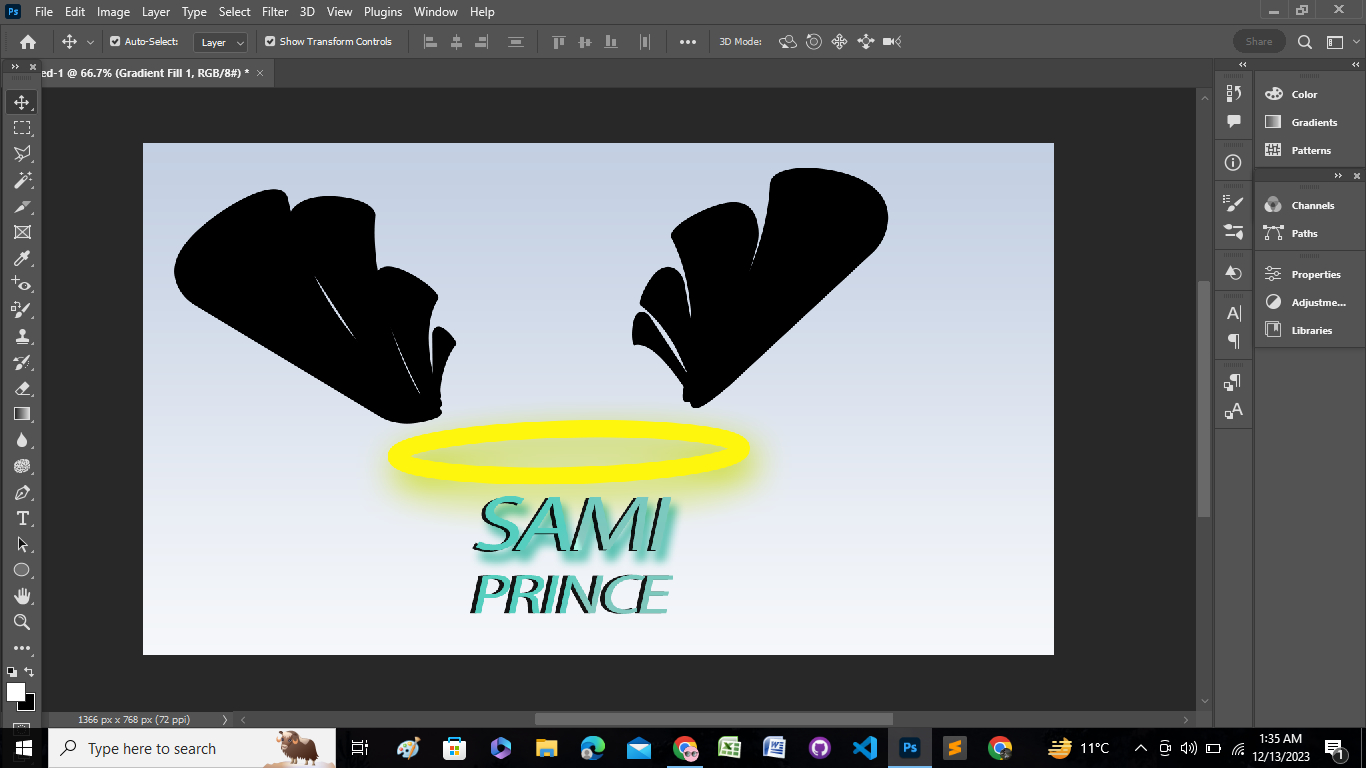 Ps File Edit Image Layer Type Select Filter 3D View Plugins Window Help
Auto-Select: Layer Show Transform Controls 3D Mode: Share
ed-1 @ 66.7% (Gradient Fill 1, RGB/8#) *
Color
Gradients
Patterns
Channels
Paths
Properties
Adjustme...
Libraries
SAMI
PRINCE
1366 px x 768 px (72 ppi)
Type here to search
Ps
11°C
1:35 AM
12/13/2023
1